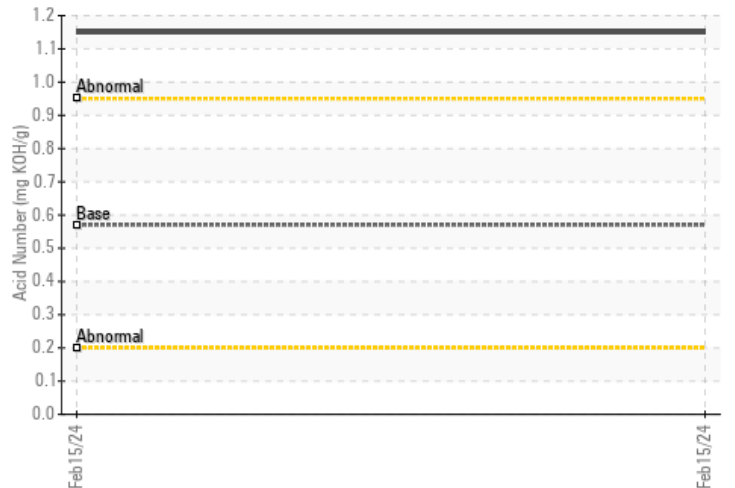 Acid Number (mg KOH/g)
1.2
1.1
1.0
0.9
0.8
0.7
0.6
0.5
0.4
0.3
0.2
0.1
0.0
Abnormal
Base
Abnormal
Feb15/24
Feb15/24